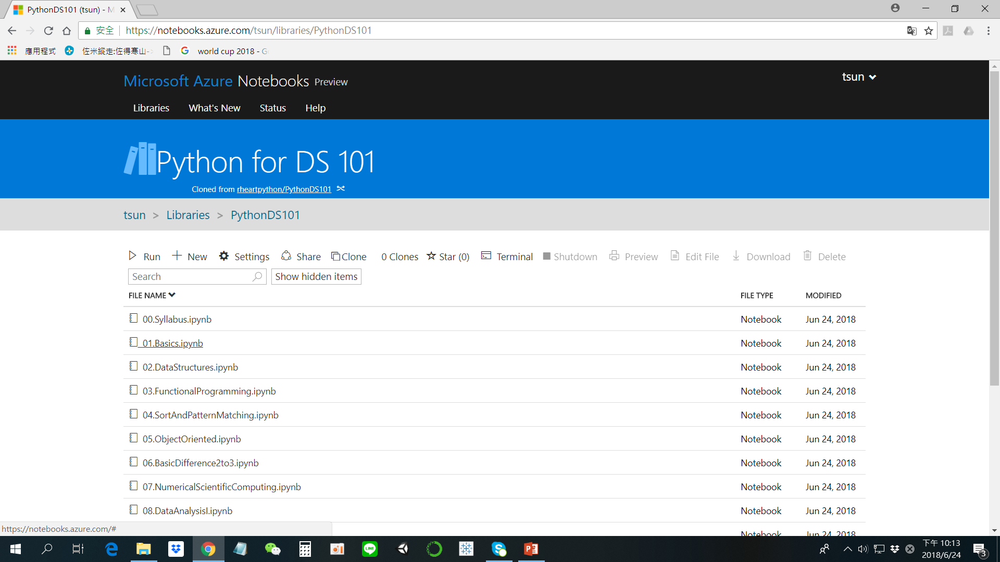 PythonDS101 (tsun) - M
安全 https://notebooks.azure.com/tsun/libraries/PythonDS101
應用程式 佐米縱走:佐得寒山-> world cup 2018 - Go
Microsoft Azure Notebooks Preview
tsun
Libraries What's New Status Help
Python for DS 101
Cloned from rheartpython/PythonDS101
tsun > Libraries > PythonDS101
Run New Settings Share Clone 0 Clones Star (0) Terminal Shutdown Preview Edit File Download Delete
Search Show hidden items
FILE NAME FILE TYPE MODIFIED
00.Syllabus.ipynb Notebook Jun 24, 2018
01.Basics.ipynb Notebook Jun 24, 2018
02.DataStructures.ipynb Notebook Jun 24, 2018
03.FunctionalProgramming.ipynb Notebook Jun 24, 2018
04.SortAndPatternMatching.ipynb Notebook Jun 24, 2018
05.ObjectOriented.ipynb Notebook Jun 24, 2018
06.BasicDifference2to3.ipynb Notebook Jun 24, 2018
07.NumericalScientificComputing.ipynb Notebook Jun 24, 2018
08.DataAnalysisI.ipynb Notebook Jun 24, 2018
Notebook Jun 24, 2018
https://notebooks.azure.com/#
下午 10:13
2018/6/24
3